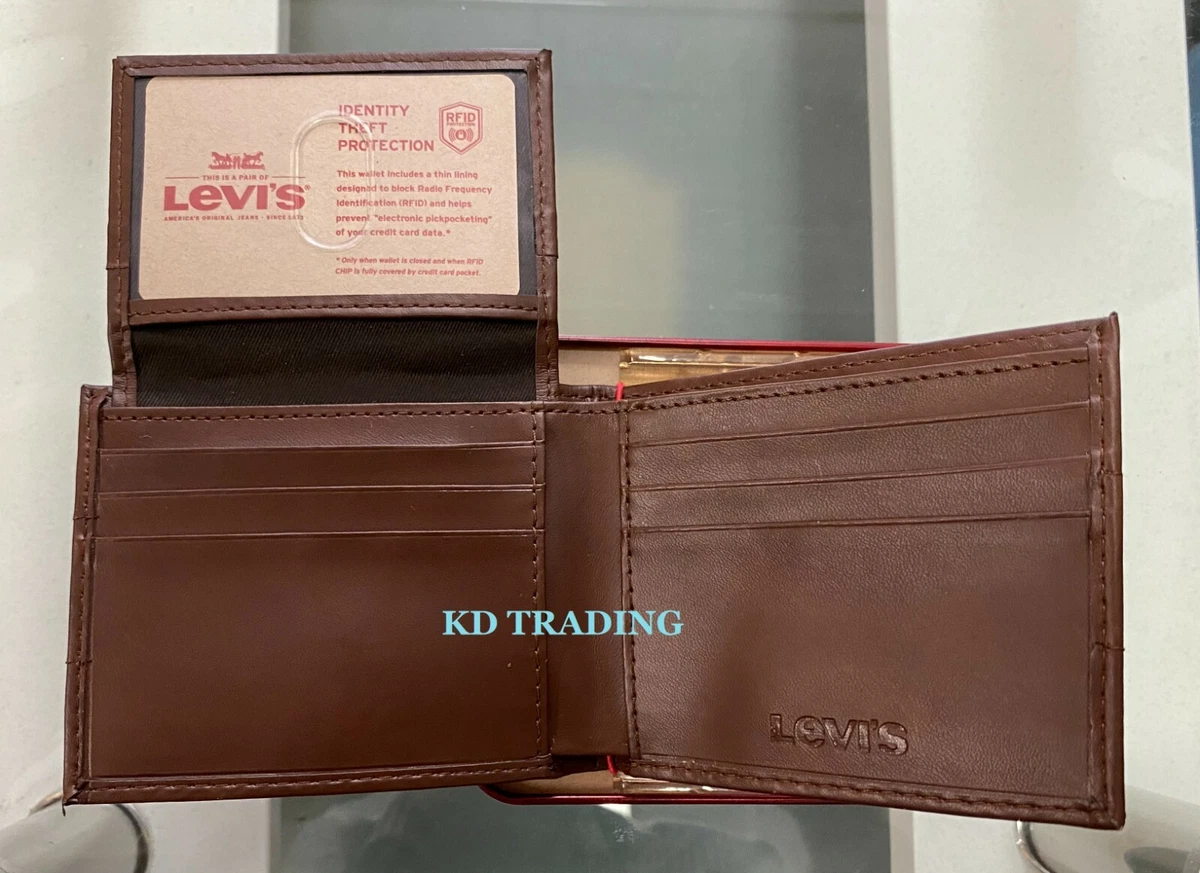 THIS IS A PAIR OF
LEVI'S®
AMERICA'S ORIGINAL JEANS - SINCE 1873
IDENTITY
THEFT
PROTECTION
RFID
PROTECTION
This wallet includes a thin lining
designed to block Radio Frequency
Identification (RFID) and helps
prevent "electronic pickpocketing"
of your credit card data.*
* Only when wallet is closed and when RFID
CHIP is fully covered by credit card pocket.
KD TRADING
LEVI'S